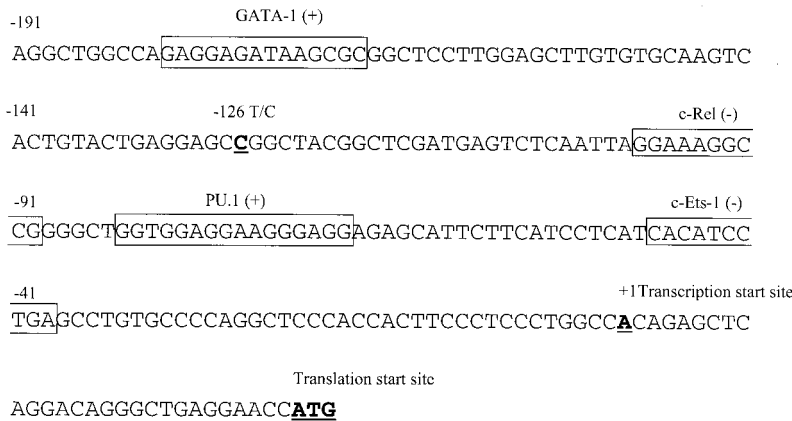 GATA-1 (+)
-191
AGGCTGGCCAGAGGAGATAAGCGCGGCTCCTTGGAGCTTGTGTGCAAGTC
-141 -126 T/C c-Rel (-)
ACTGTACTGAGGAGCCGGCTACGGCTCGATGAGTCTCAATTAGGAAAGGC
-91 PU.1 (+) c-Ets-1 (-)
CGGGGCTGGTGGAGGAAGGGAGGAGAGCATTCTTCATCCTCATCACATCC
-41 +1Transcription start site
TGAGCCTGTGCCCCAGGCTCCCACCACTTCCCTCCCTGGCCACAGAGCTC
Translation start site
AGGACAGGGCTGAGGAACCATG